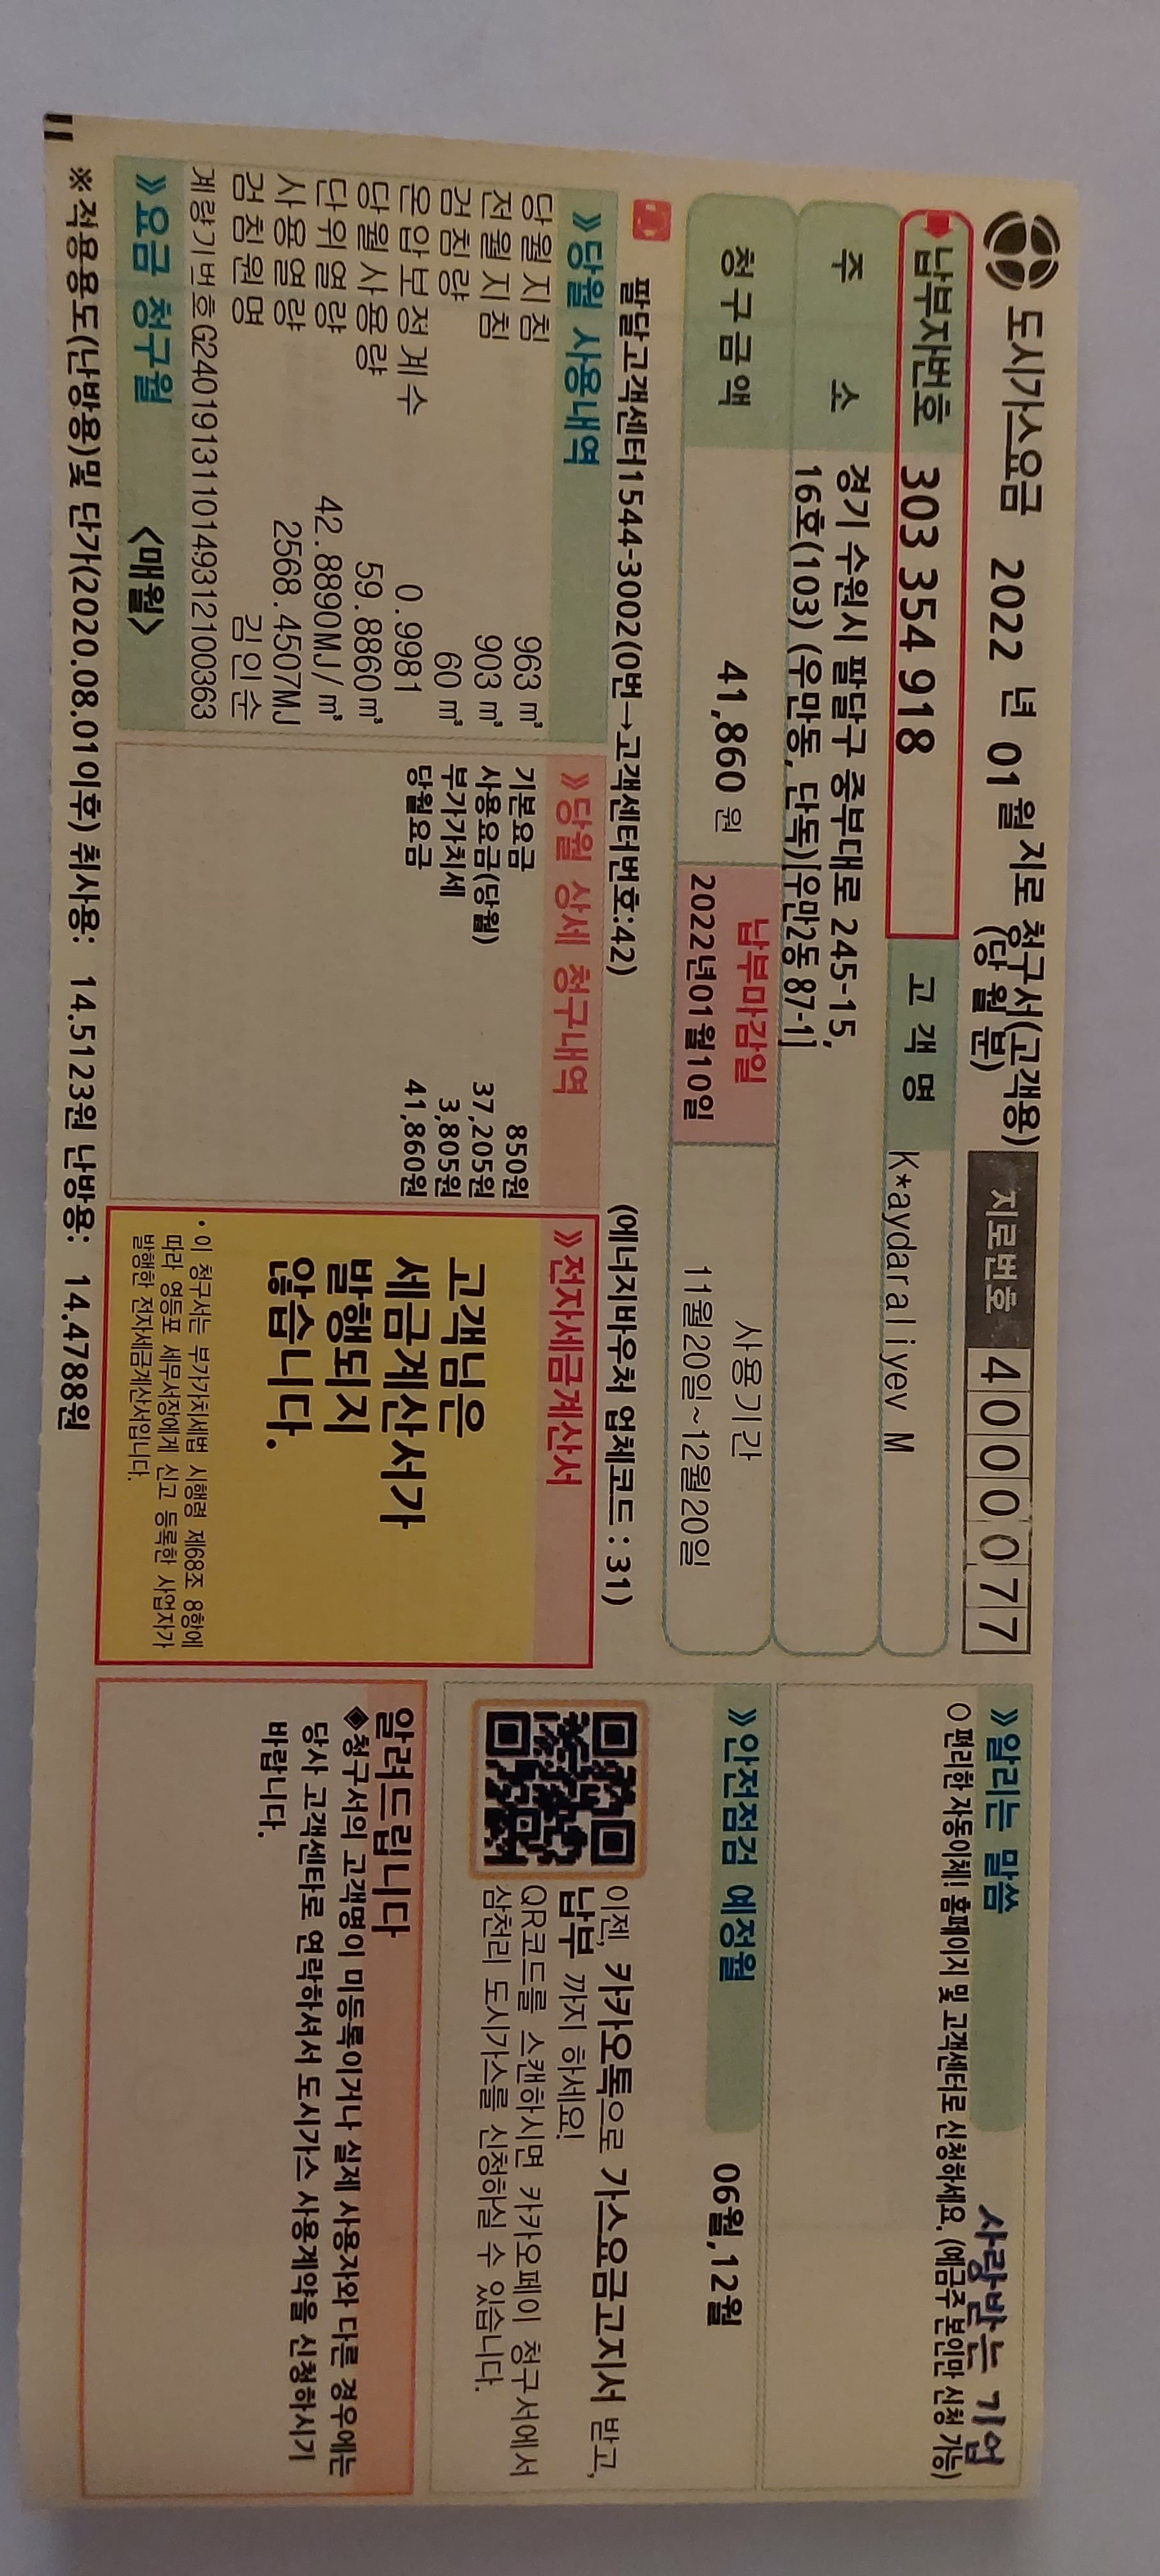 도시가스요금 2022 년 01 월 지로 청구서(고객용)
(당 월 분)
지로번호 4000077
납부자번호 303 354 918 고 객 명 K*aydaraliyev M
주 소 경기 수원시 팔달구 중부대로 245-15,
16호(103) (우만동, 단독)[우만2동 87-1]
청 구 금 액 41,860 원
납부마감일
2022년01월10일
사용기간
11월20일~12월20일
팔달고객센터1544-3002(0번→고객센터번호:42) (에너지바우처 업체코드 : 31)
》당월 사용내역
당월지침 963 ㎥
전월지침 903 ㎥
검침량 60 ㎥
온압보정계수 0.9981
당월사용량 59.8860㎥
단위열량 42.8890MJ/㎥
사용열량 2568.4507MJ
검침원명 김인순
계량기번호G24019131101493121００363
》요금 청구월 <매월>
》당월 상세 청구내역
기본요금 850원
사용요금(당월) 37,205원
부가가치세 3,805원
당월요금 41,860원
》전자세금계산서
고객님은
세금계산서가
발행되지
않습니다.
• 이 청구서는 부가가치세법 시행령 제68조 8항에
따라 영등포 세무서장에게 신고 등록한 사업자가
발행한 전자세금계산서입니다.
※적용용도(난방용)및 단가(2020.08.01이후) 취사용: 14.5123원 난방용: 14.4788원
》알리는 말씀 사랑받는 기업
○ 편리한 자동이체! 홈페이지 및 고객센터로 신청하세요. (예금주 본인만 신청 가능)
》안전점검 예정월 06월,12월
이젠, 카카오톡으로 가스요금고지서 받고,
납부 까지 하세요!
QR코드를 스캔하시면 카카오페이 청구서에서
삼천리 도시가스를 신청하실 수 있습니다.
알려드립니다
◈청구서의 고객명이 미등록이거나 실제 사용자와 다른 경우에는
당사 고객센타로 연락하셔서 도시가스 사용계약을 신청하시기
바랍니다.